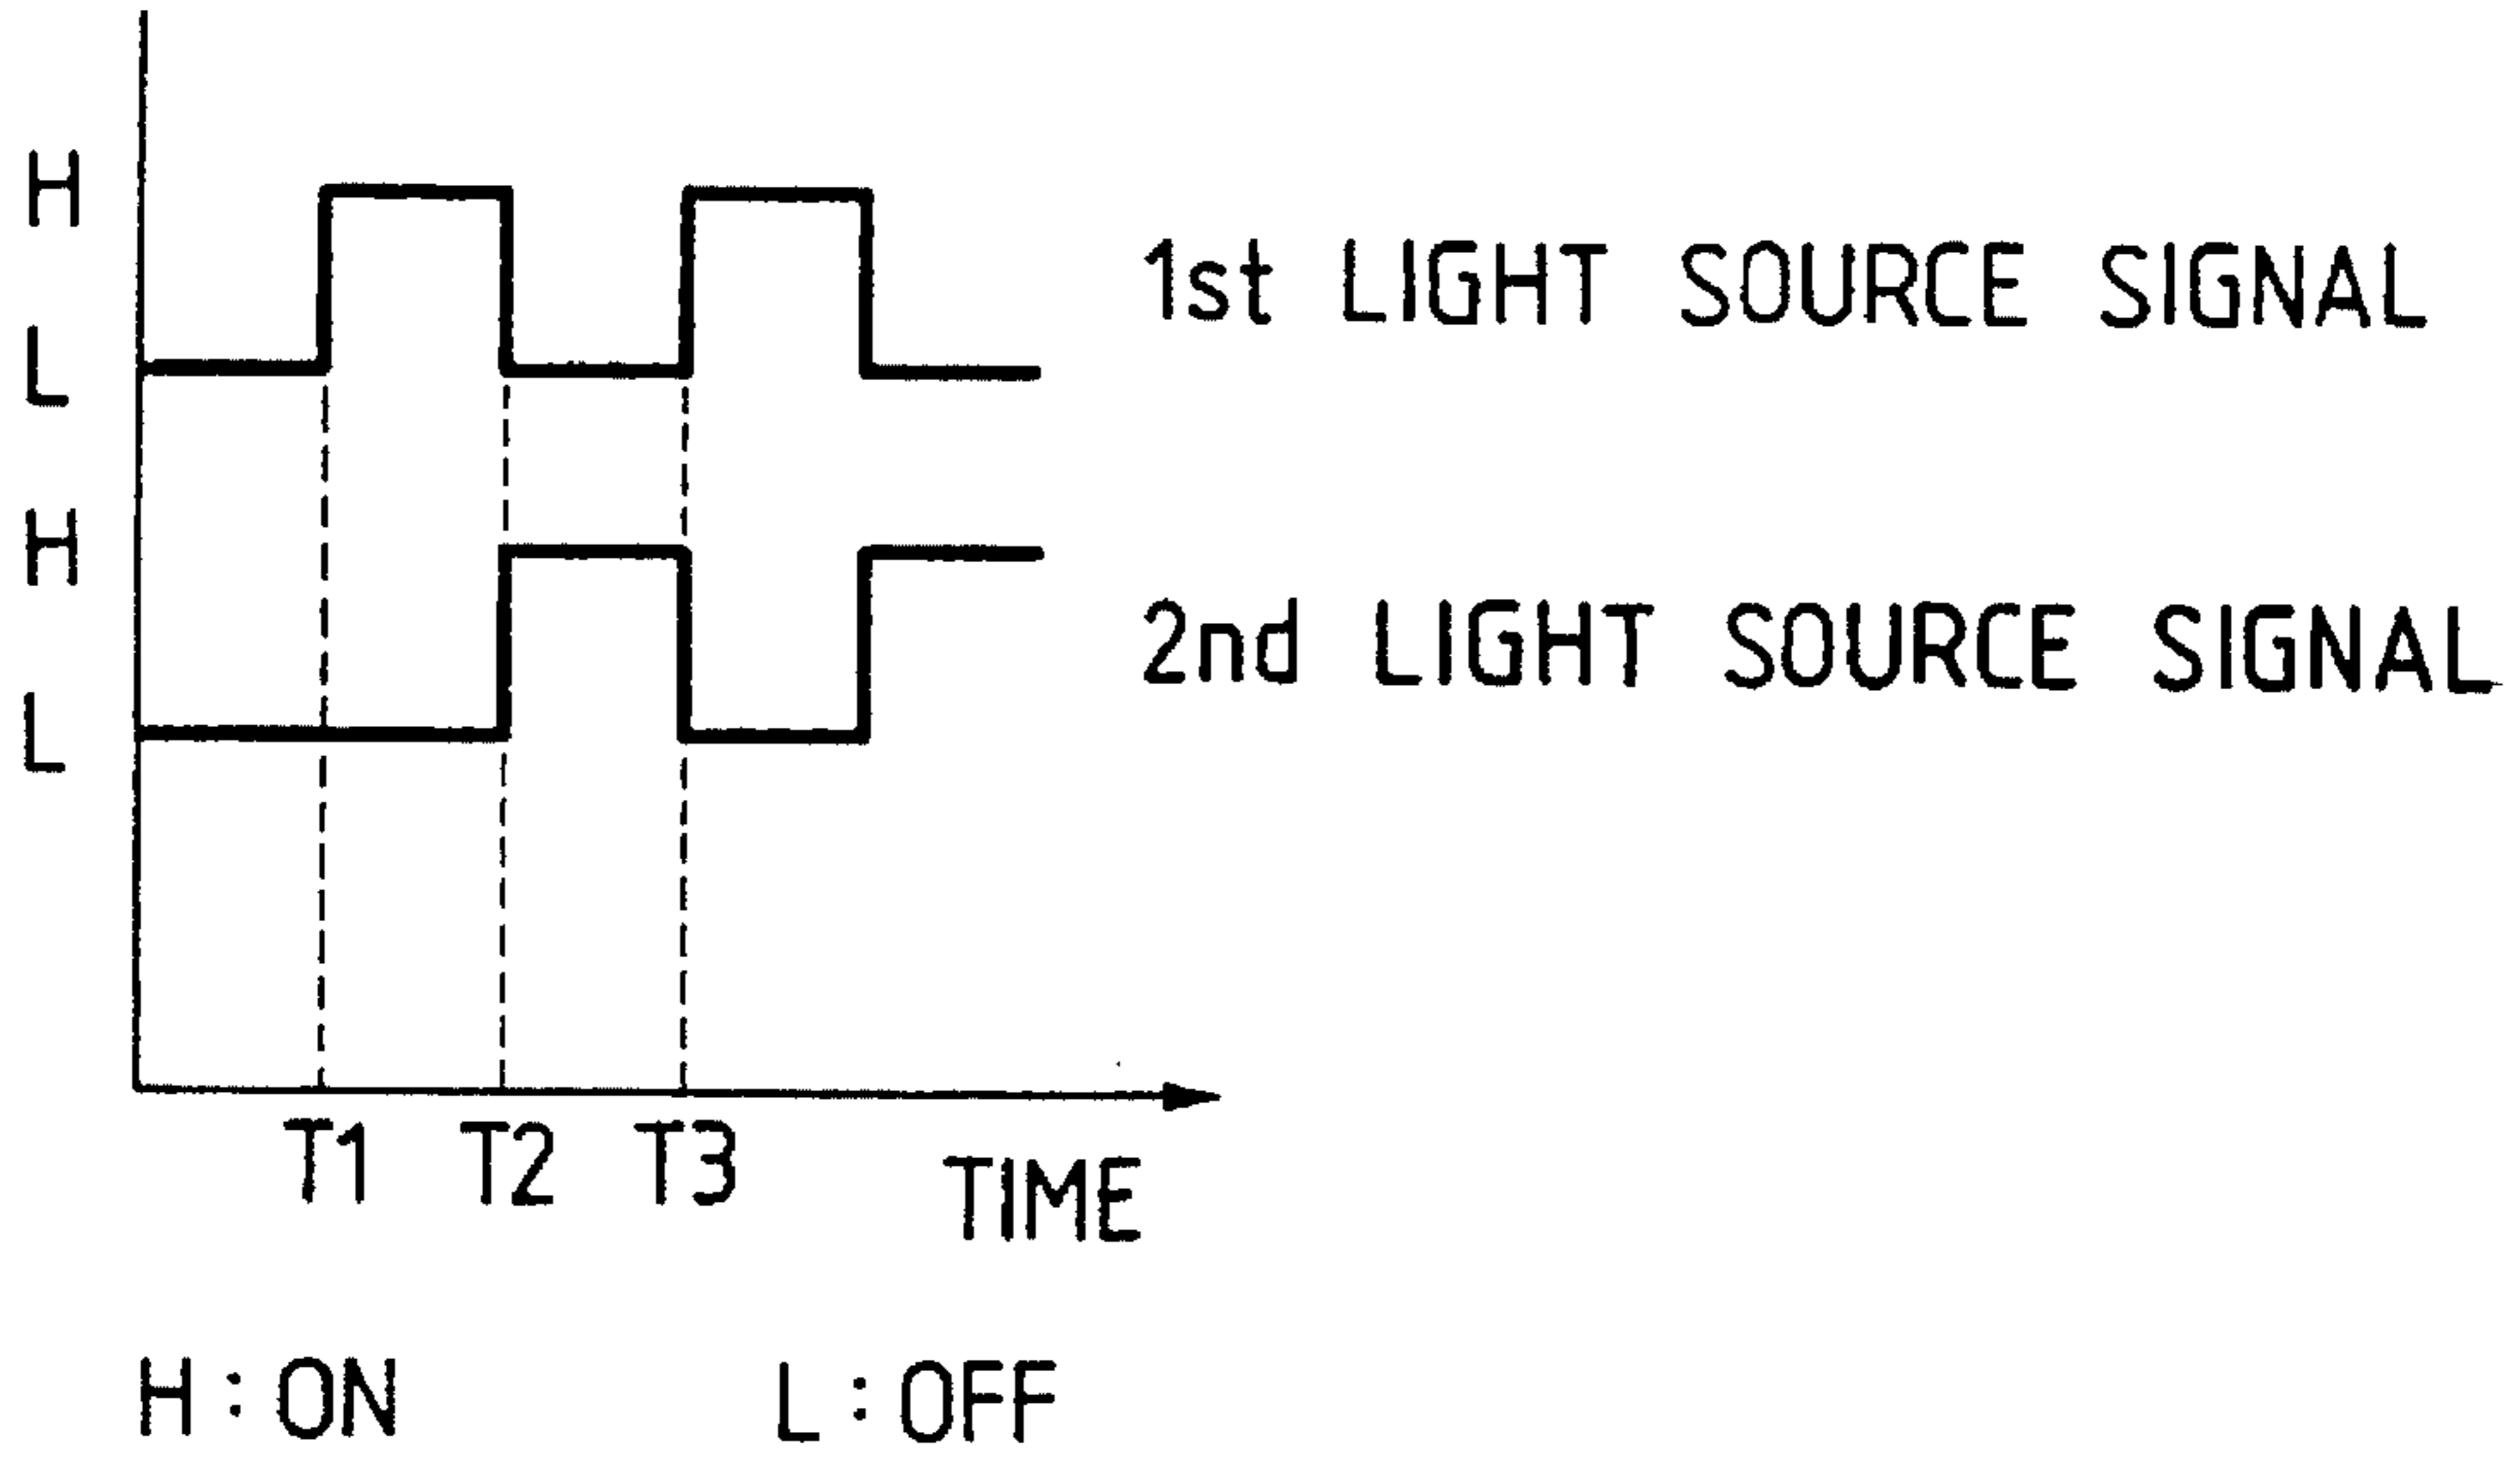 H
1st LIGHT SOURCE SIGNAL
L
H
2nd LIGHT SOURCE SIGNAL
L
T1 T2 T3
TIME
H : ON L : OFF